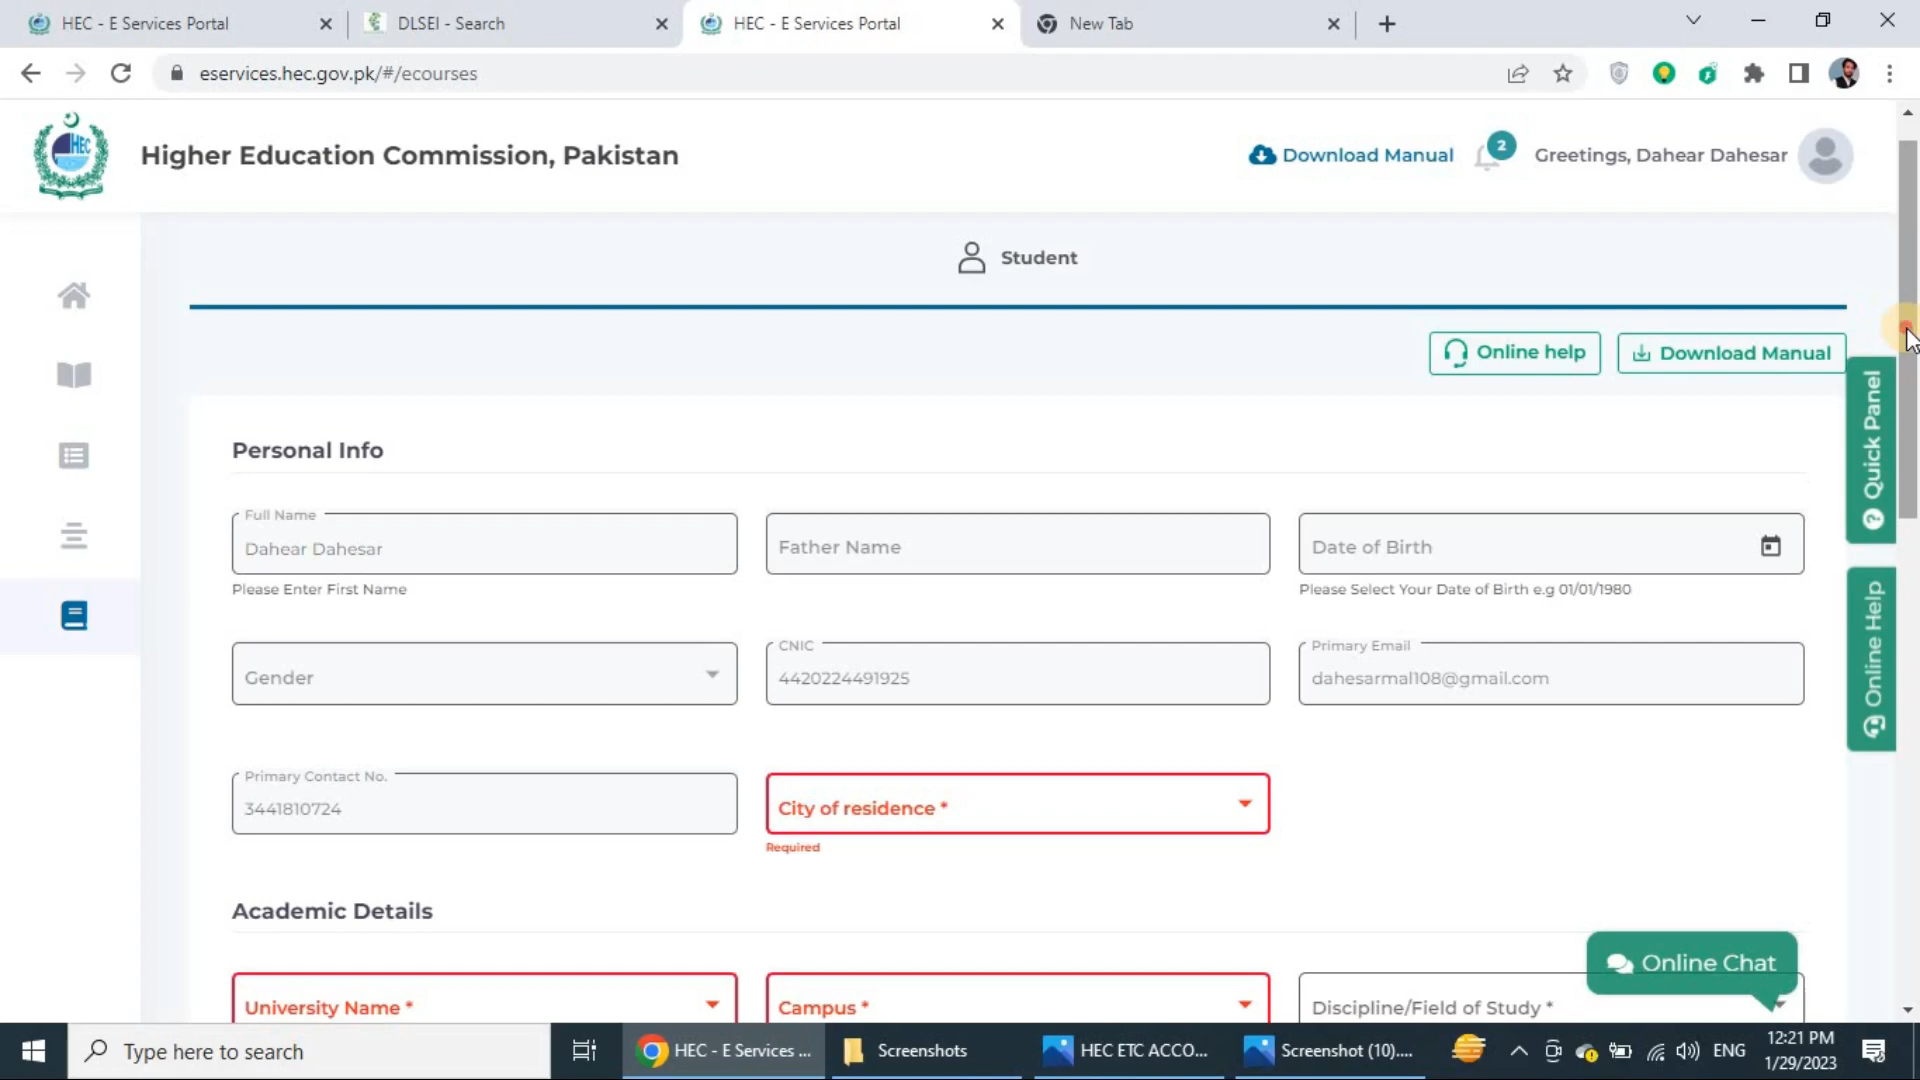 HEC - E Services Portal
DLSEI - Search
HEC - E Services Portal
New Tab
eservices.hec.gov.pk/#/ecourses
HEC
Higher Education Commission, Pakistan
Download Manual
2
Greetings, Dahear Dahesar
Student
Online help
Download Manual
Quick Panel
Personal Info
Full Name
Dahear Dahesar
Father Name
Date of Birth
Please Enter First Name
Please Select Your Date of Birth e.g 01/01/1980
Online Help
Gender
CNIC
4420224491925
Primary Email
dahesarmal108@gmail.com
Primary Contact No.
3441810724
City of residence *
Required
Academic Details
Online Chat
University Name *
Campus *
Discipline/Field of Study *
Type here to search
HEC - E Services ...
Screenshots
HEC ETC ACCO...
Screenshot (10)....
ENG
12:21 PM
1/29/2023